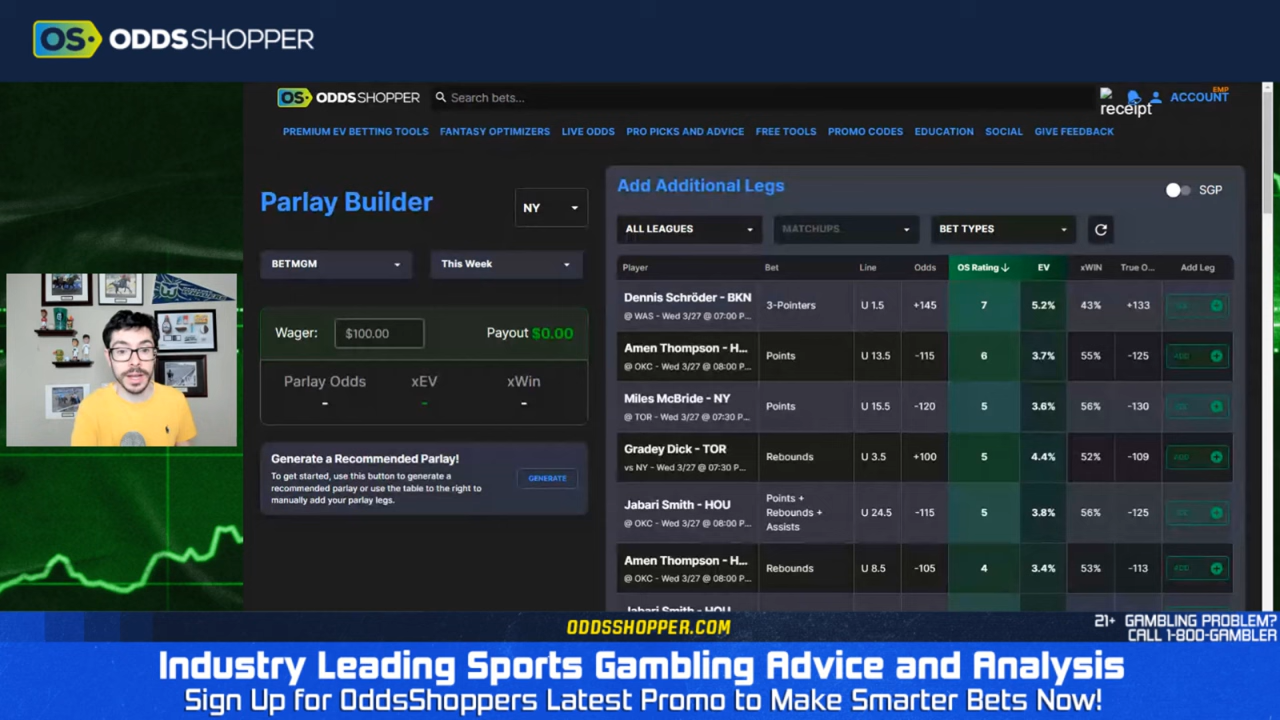 OS ODDSSHOPPER
OS ODDSSHOPPER
Search bets...
receipt
EMP
ACCOUNT
PREMIUM EV BETTING TOOLS FANTASY OPTIMIZERS LIVE ODDS PRO PICKS AND ADVICE FREE TOOLS PROMO CODES EDUCATION SOCIAL GIVE FEEDBACK
Parlay Builder
NY
BETMGM
This Week
Wager: $100.00 Payout $0.00
Parlay Odds xEV xWin
- - -
Generate a Recommended Parlay!
To get started, use this button to generate a
recommended parlay or use the table to the right to
manually add your parlay legs.
GENERATE
Add Additional Legs
SGP
ALL LEAGUES MATCHUPS BET TYPES
Player Bet Line Odds OS Rating ↓ EV xWIN True O... Add Leg
Dennis Schröder - BKN
@ WAS - Wed 3/27 @ 07:00 P...
3-Pointers U 1.5 +145 7 5.2% 43% +133
Amen Thompson - H...
@ OKC - Wed 3/27 @ 08:00 P...
Points U 13.5 -115 6 3.7% 55% -125 ADD
Miles McBride - NY
@ TOR - Wed 3/27 @ 07:30 P...
Points U 15.5 -120 5 3.6% 56% -130
Gradey Dick - TOR
vs NY - Wed 3/27 @ 07:30 P...
Rebounds U 3.5 +100 5 4.4% 52% -109 ADD
Jabari Smith - HOU
@ OKC - Wed 3/27 @ 08:00 P...
Points +
Rebounds +
Assists
U 24.5 -115 5 3.8% 56% -125
Amen Thompson - H...
@ OKC - Wed 3/27 @ 08:00 P...
Rebounds U 8.5 -105 4 3.4% 53% -113 ADD
Jabari Smith - HOU
ODDSSHOPPER.COM
21+ GAMBLING PROBLEM?
CALL 1-800-GAMBLER
Industry Leading Sports Gambling Advice and Analysis
Sign Up for OddsShoppers Latest Promo to Make Smarter Bets Now!